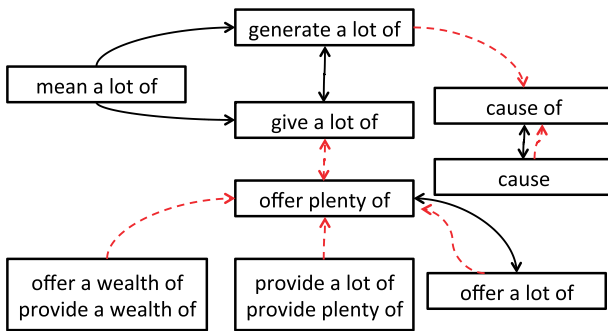 generate a lot of
mean a lot of
give a lot of
cause of
cause
offer plenty of
offer a wealth of
provide a wealth of
provide a lot of
provide plenty of
offer a lot of